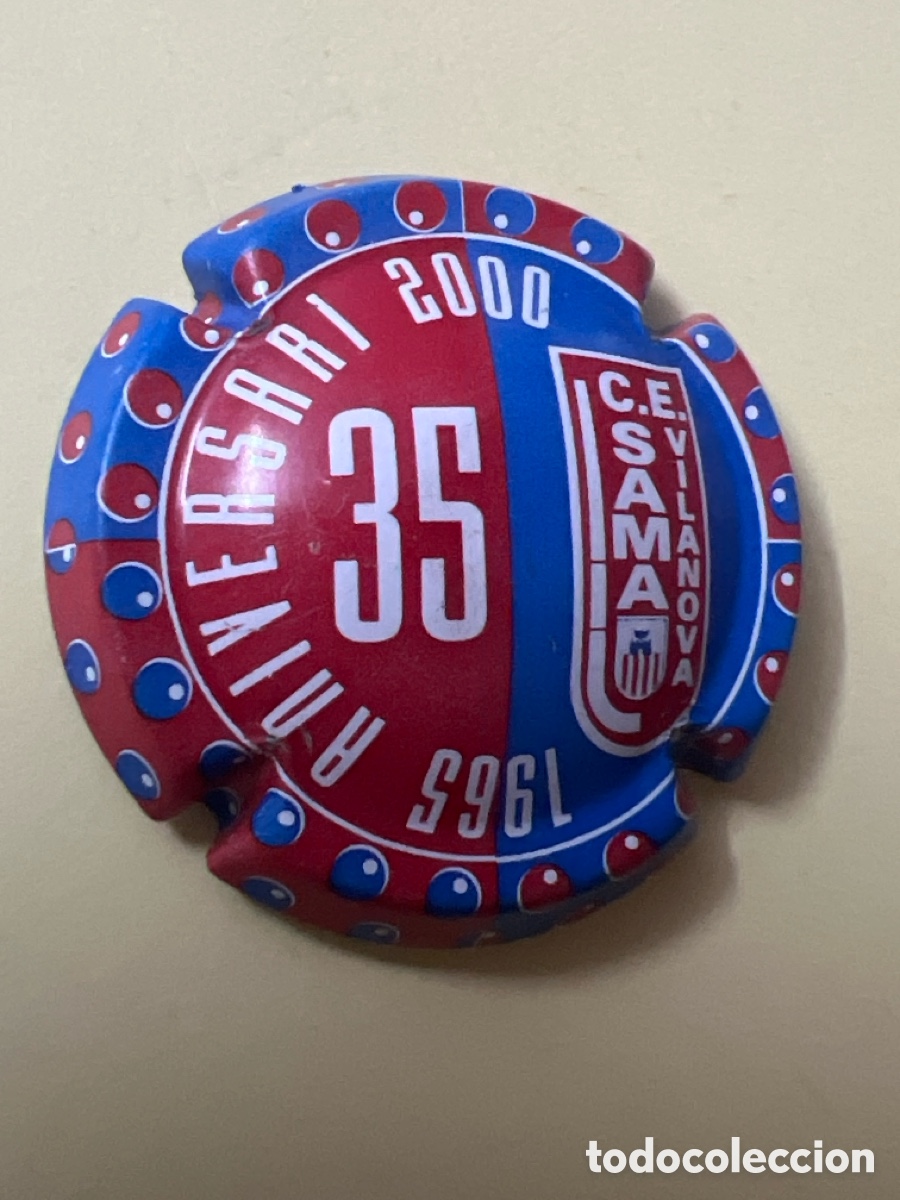 1965 ANIVERSARI 2000
35
C.E.
SAMA
VILANOVA
todocoleccion